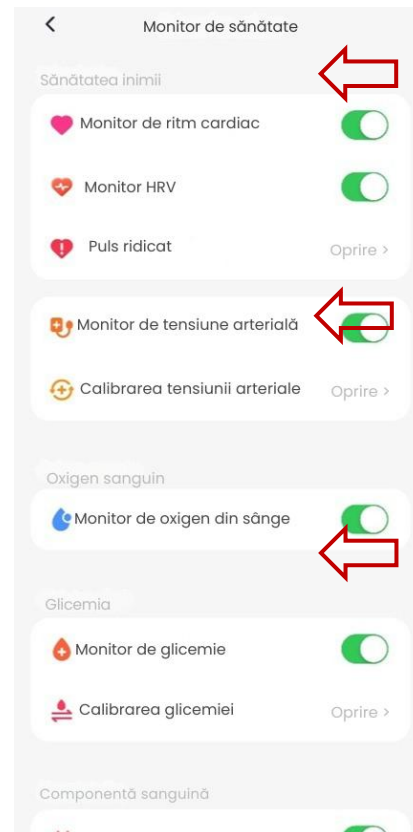 Monitor de sănătate
Sănătatea inimii
Monitor de ritm cardiac
Monitor HRV
Puls ridicat
Oprire >
Monitor de tensiune arterială
Calibrarea tensiunii arteriale
Oprire >
Oxigen sanguin
Monitor de oxigen din sânge
Glicemia
Monitor de glicemie
Calibrarea glicemiei
Oprire >
Componentă sanguină